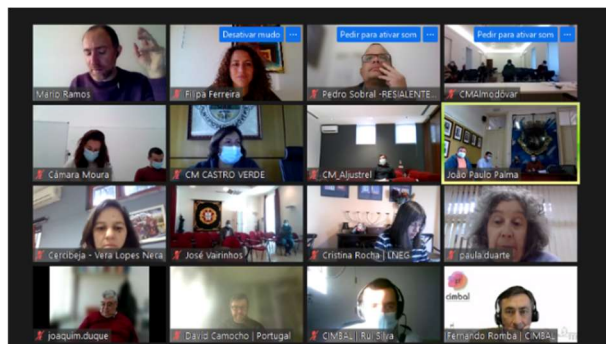 Desativar mudo
Pedir para ativar som
Pedir para ativar som
Mario Ramos
Filipa Ferreira
Pedro Sobral -RESIALENTE...
CMAlmodôvar
Câmara Moura
CM CASTRO VERDE
CM_Aljustrel
João Paulo Palma
Cercibeja - Vera Lopes Neca
José Vairinhos
Cristina Rocha | LNEG
paula.duarte
cimbal
joaquim.duque
David Camocho | Portugal
CIMBAL | Rui Silva
Fernando Romba | CIMBAL